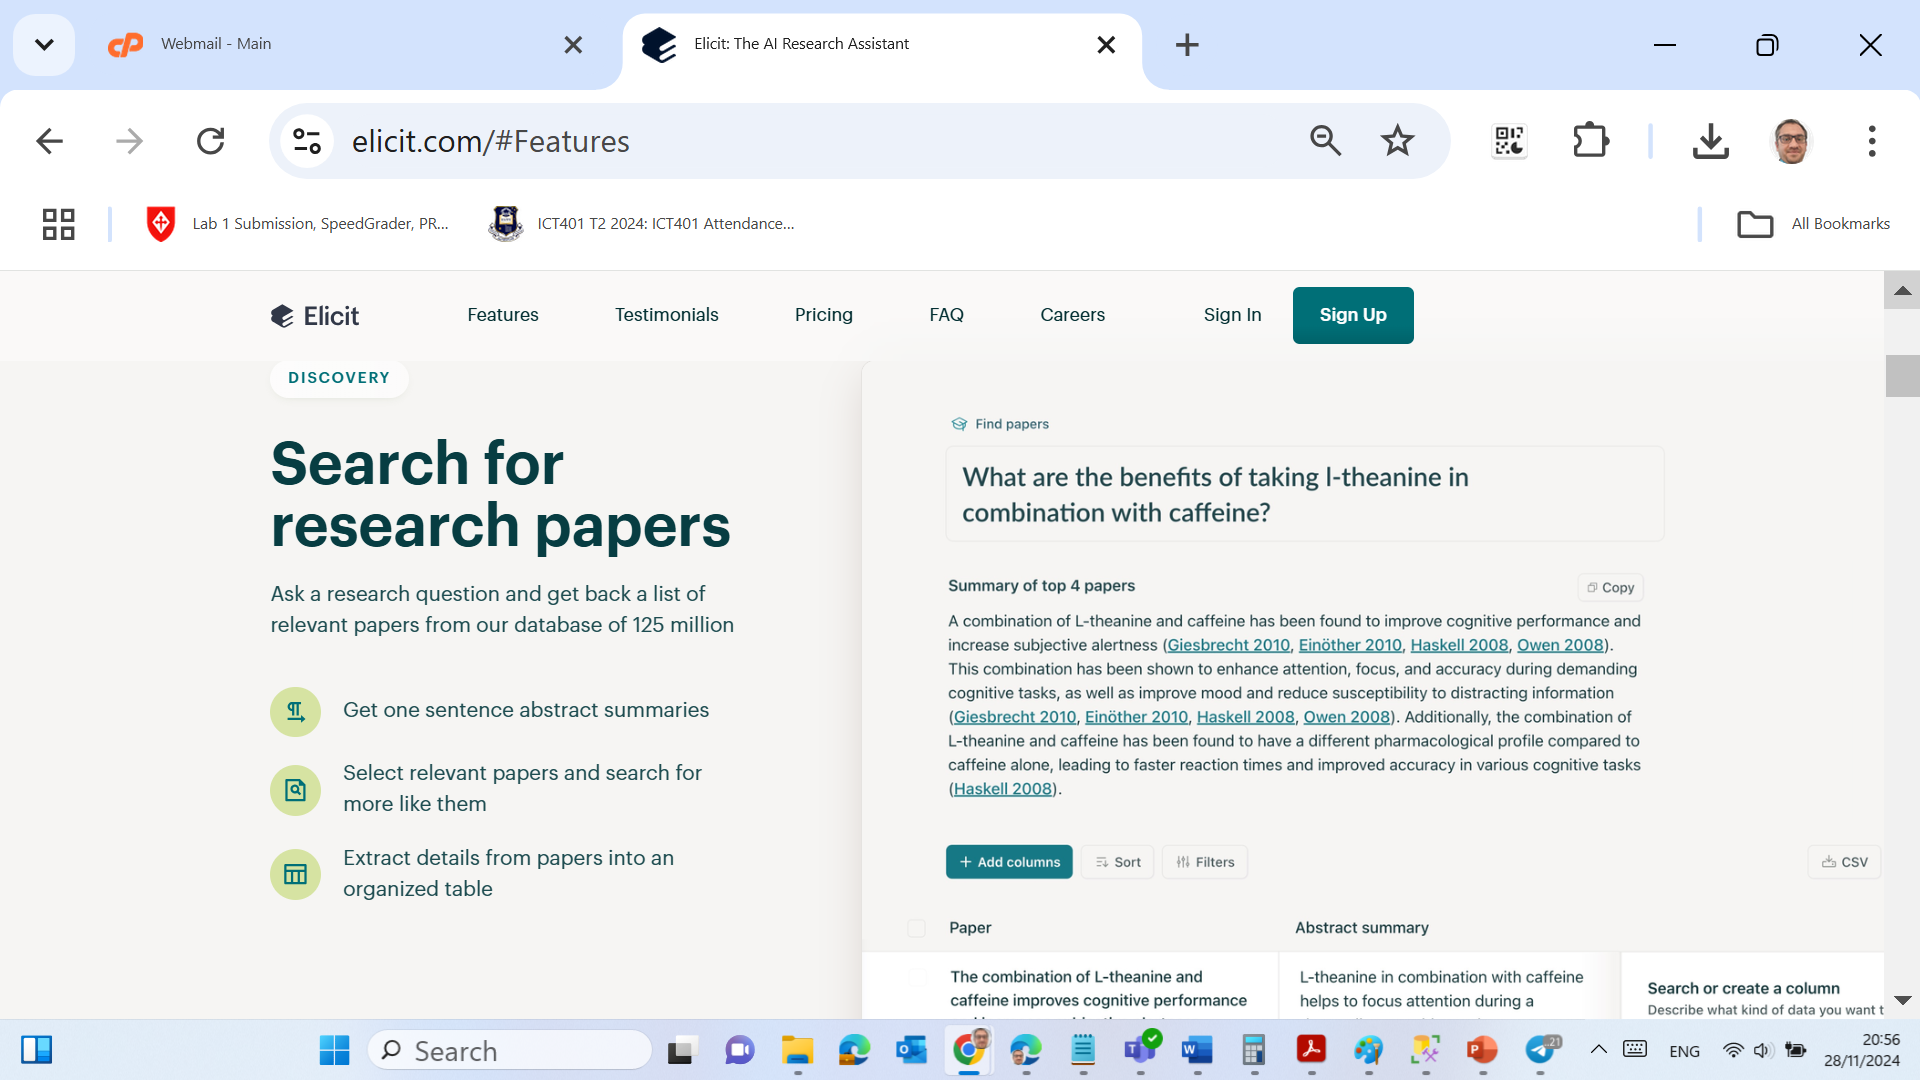 Webmail - Main
Elicit: The AI Research Assistant
elicit.com/#Features
Lab 1 Submission, SpeedGrader, PR...
ICT401 T2 2024: ICT401 Attendance...
All Bookmarks
Elicit
Features
Testimonials
Pricing
FAQ
Careers
Sign In
Sign Up
DISCOVERY
Search for
research papers
Ask a research question and get back a list of
relevant papers from our database of 125 million
Get one sentence abstract summaries
Select relevant papers and search for
more like them
Extract details from papers into an
organized table
Find papers
What are the benefits of taking l-theanine in
combination with caffeine?
Summary of top 4 papers
Copy
A combination of L-theanine and caffeine has been found to improve cognitive performance and
increase subjective alertness (Giesbrecht 2010, Einöther 2010, Haskell 2008, Owen 2008).
This combination has been shown to enhance attention, focus, and accuracy during demanding
cognitive tasks, as well as improve mood and reduce susceptibility to distracting information
(Giesbrecht 2010, Einöther 2010, Haskell 2008, Owen 2008). Additionally, the combination of
L-theanine and caffeine has been found to have a different pharmacological profile compared to
caffeine alone, leading to faster reaction times and improved accuracy in various cognitive tasks
(Haskell 2008).
+ Add columns
Sort
Filters
CSV
Paper
Abstract summary
The combination of L-theanine and
caffeine improves cognitive performance
L-theanine in combination with caffeine
helps to focus attention during a
Search or create a column
Describe what kind of data you want t
Search
21
ENG
20:56
28/11/2024